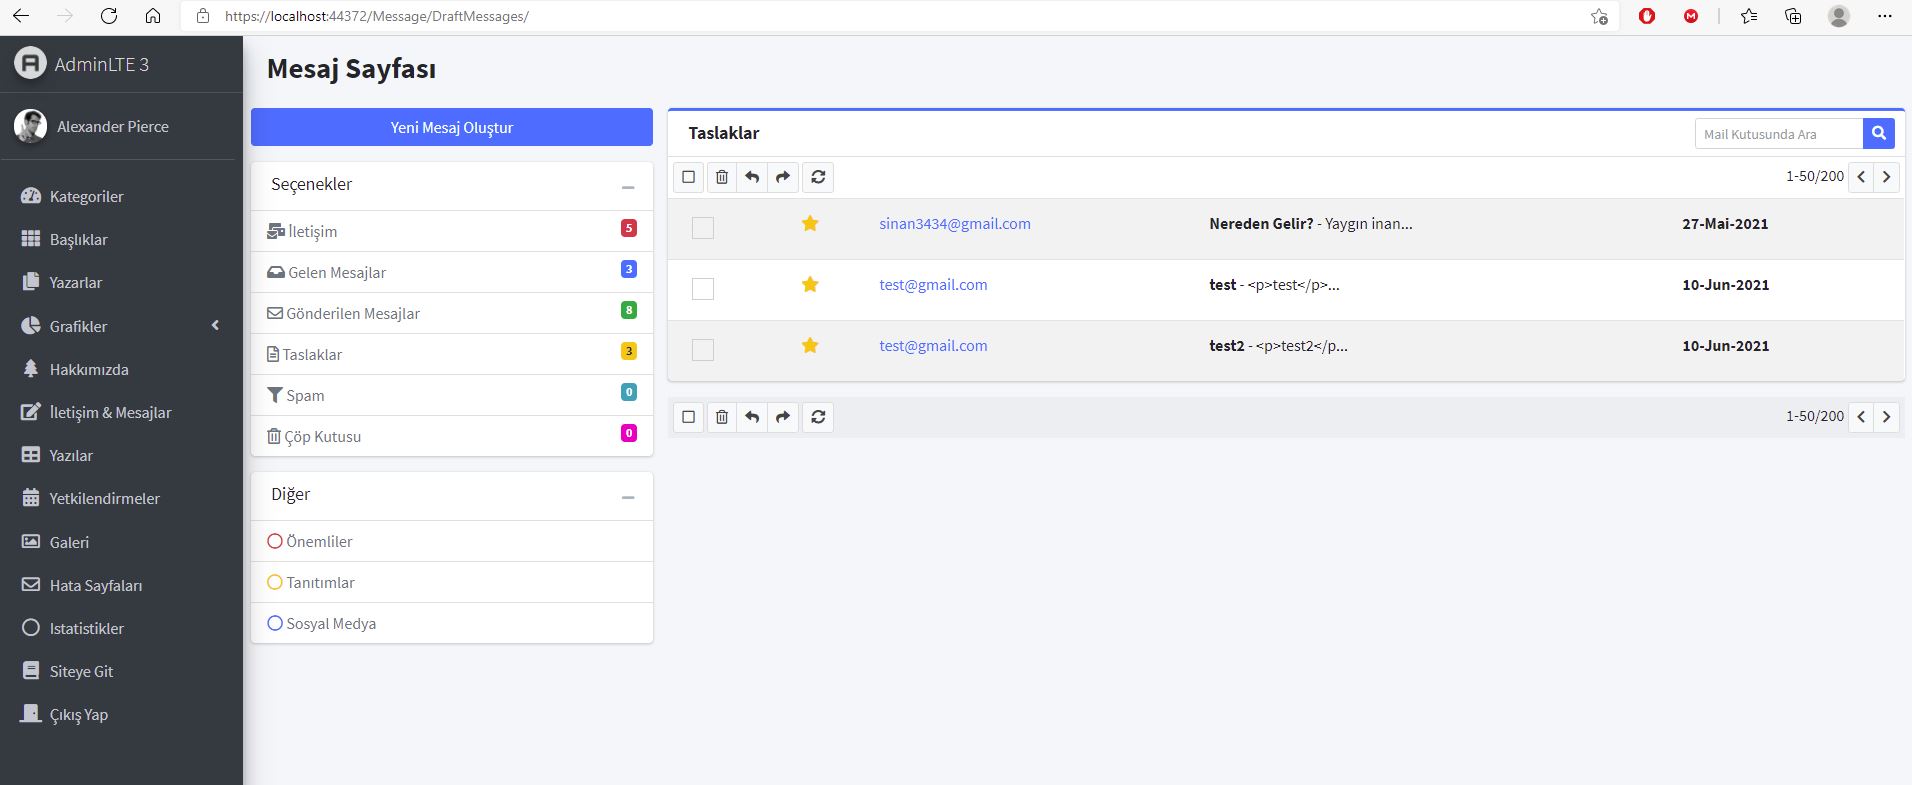 https://localhost:44372/Message/DraftMessages/
AdminLTE 3
Alexander Pierce
Kategoriler
Başlıklar
Yazarlar
Grafikler
Hakkımızda
İletişim & Mesajlar
Yazılar
Yetkilendirmeler
Galeri
Hata Sayfaları
Istatistikler
Siteye Git
Çıkış Yap
Mesaj Sayfası
Yeni Mesaj Oluştur
Seçenekler
İletişim 5
Gelen Mesajlar 3
Gönderilen Mesajlar 8
Taslaklar 3
Spam 0
Çöp Kutusu 0
Diğer
Önemliler
Tanıtımlar
Sosyal Medya
Taslaklar
Mail Kutusunda Ara
1-50/200
sinan3434@gmail.com Nereden Gelir? - Yaygın inan... 27-Mai-2021
test@gmail.com test - <p>test</p>... 10-Jun-2021
test@gmail.com test2 - <p>test2</p... 10-Jun-2021
1-50/200